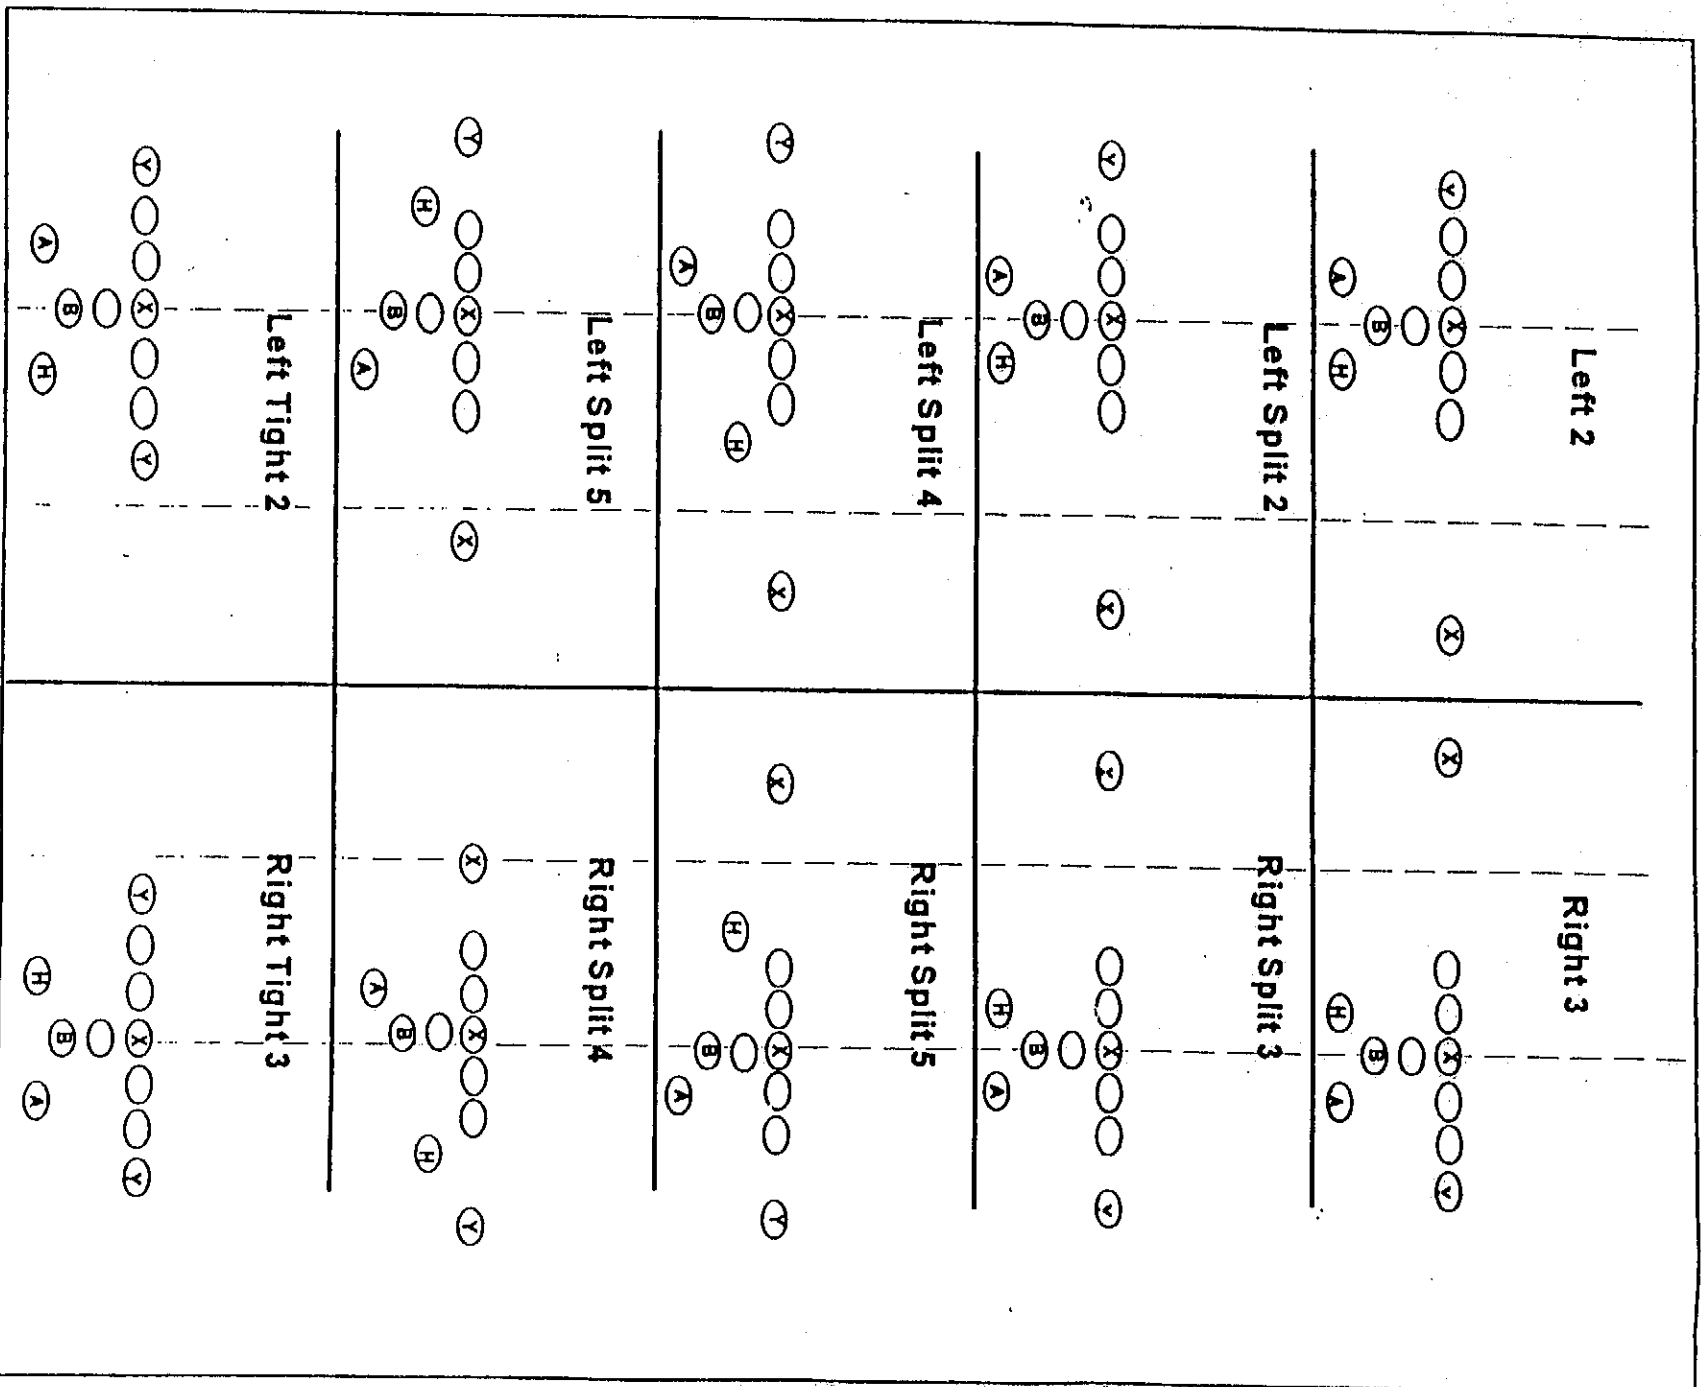 Left 2
Y X X
B
A H
Right 3
X X Y
B
H A
Left Split 2
Y X X
B
A H
Right Split 3
X X Y
B
H A
Left Split 4
Y X X
H
B
A
Right Split 5
X X Y
H
B
A
Left Split 5
Y X X
H
B
A
Right Split 4
X X Y
H
B
A
Left Tight 2
Y X Y
B
A H
Right Tight 3
Y X Y
B
H A